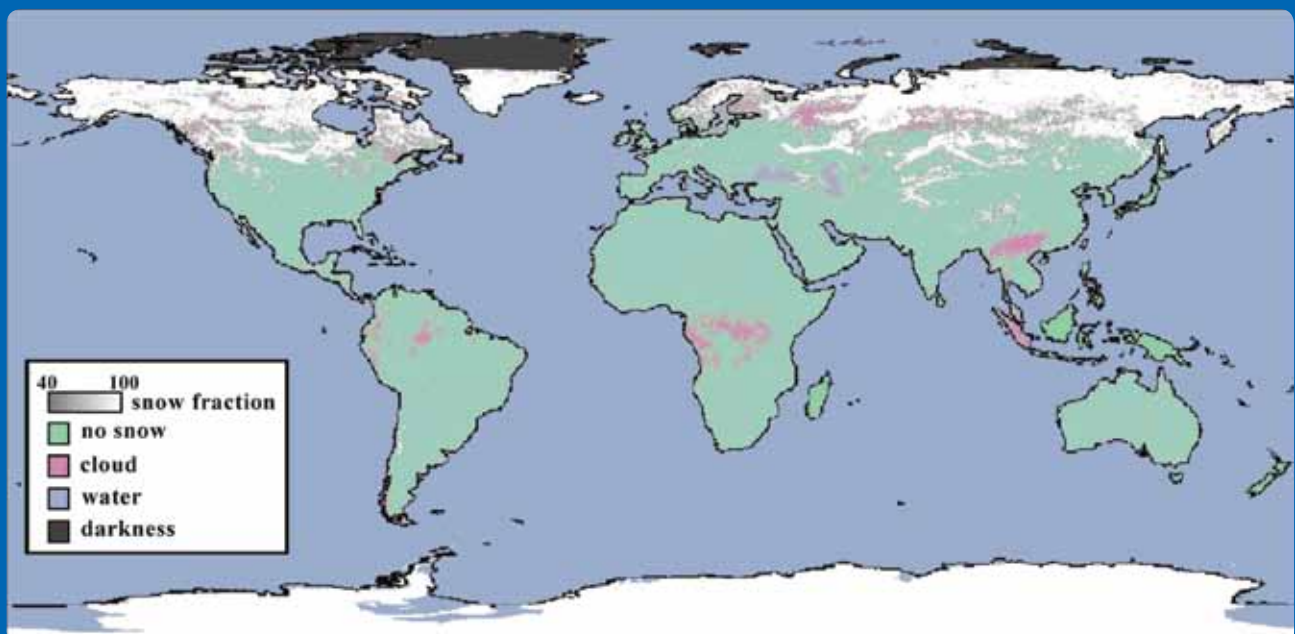 40 100
snow fraction
no snow
cloud
water
darkness